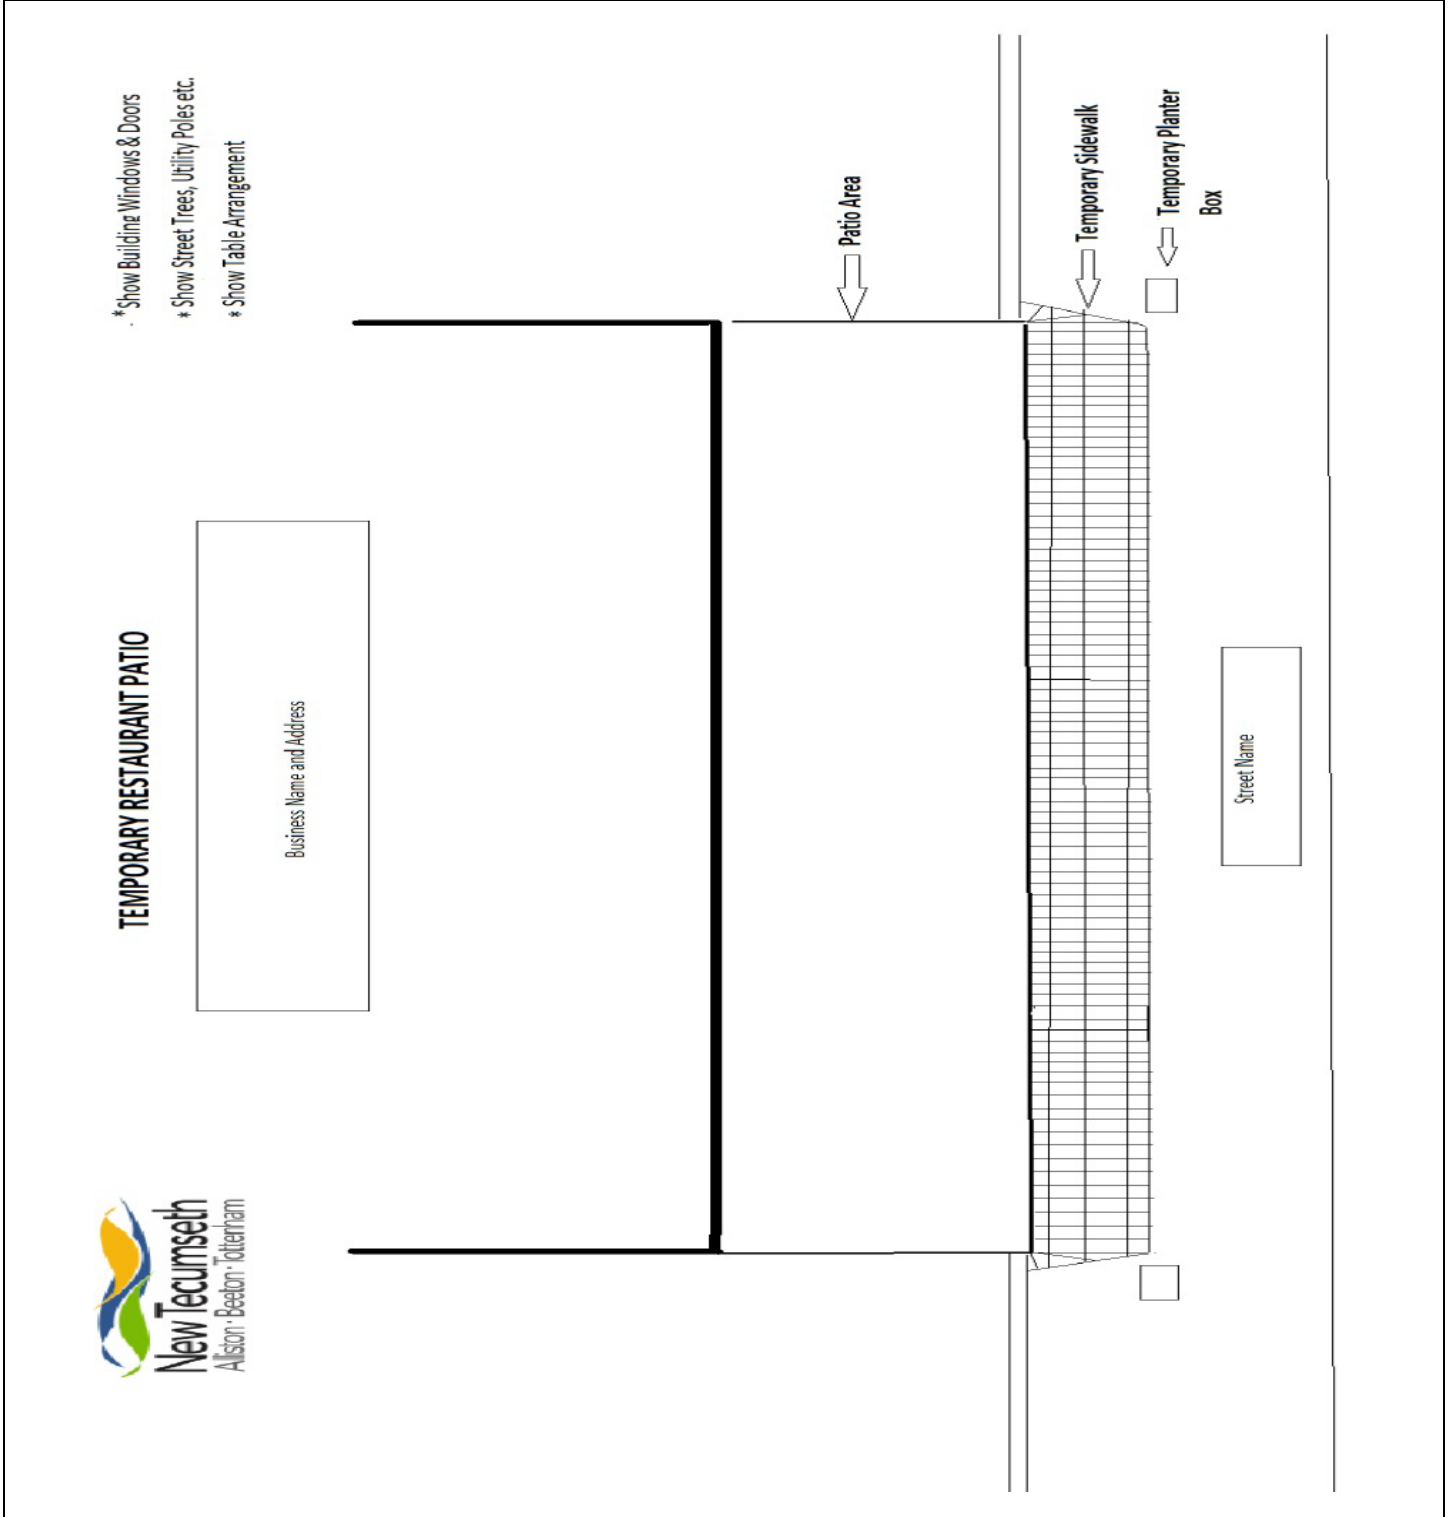 New Tecumseth
Alliston · Beeton · Tottenham
TEMPORARY RESTAURANT PATIO
*Show Building Windows & Doors
* Show Street Trees, Utility Poles etc.
* Show Table Arrangement
Business Name and Address
Patio Area
Temporary Sidewalk
Temporary Planter
Box
Street Name